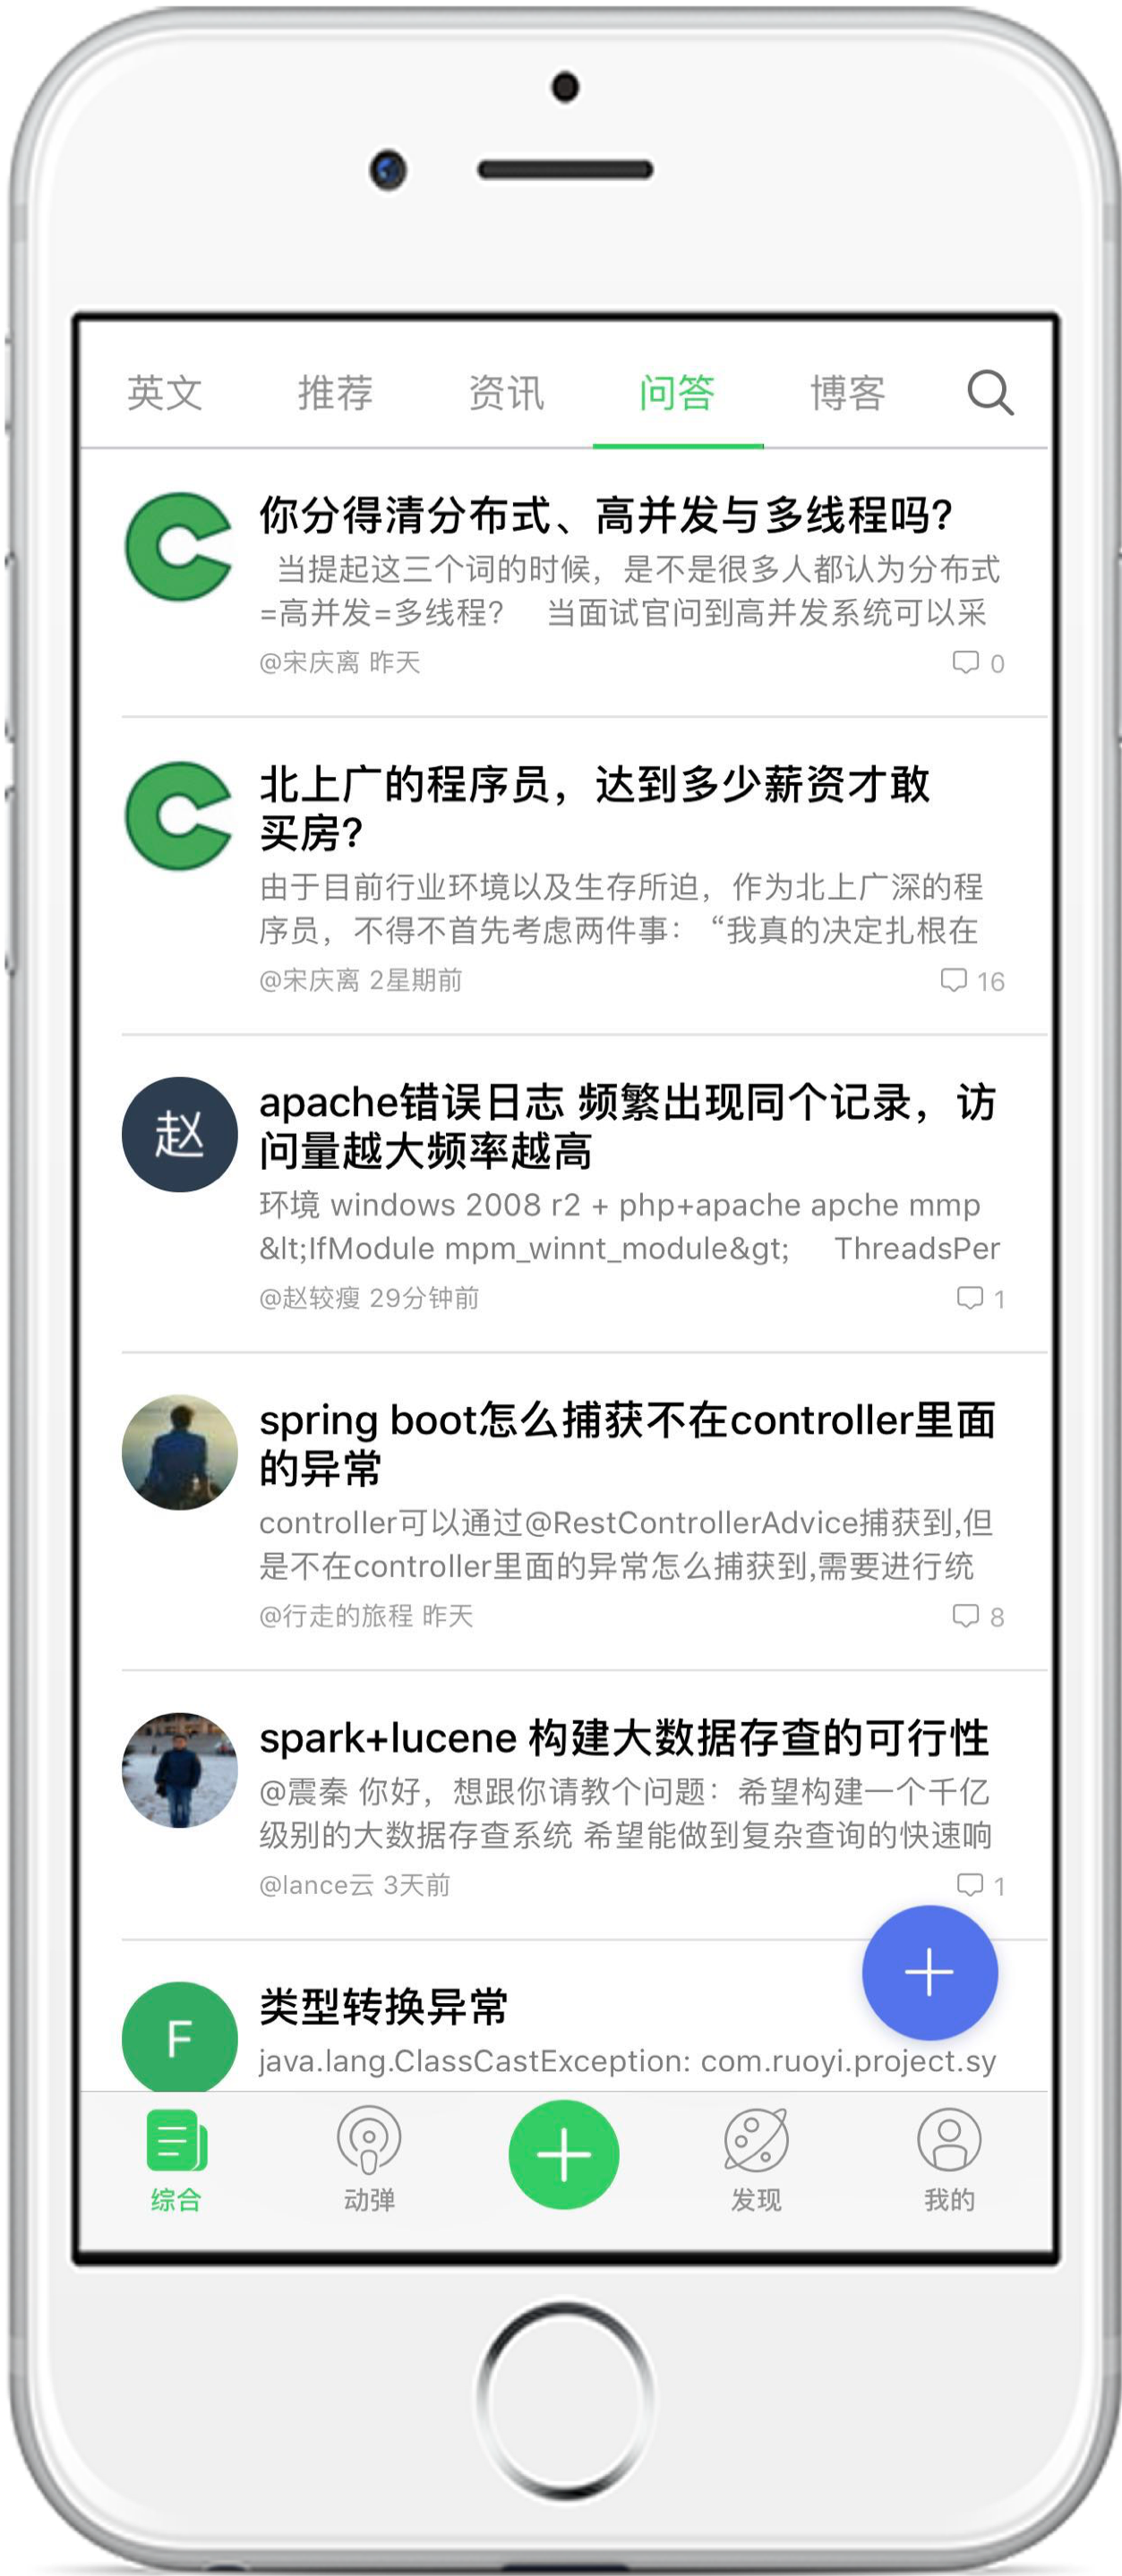 英文 推荐 资讯 问答 博客
你分得清分布式、高并发与多线程吗?
当提起这三个词的时候，是不是很多人都认为分布式
=高并发=多线程? 当面试官问到高并发系统可以采
@宋庆离 昨天 0
北上广的程序员，达到多少薪资才敢
买房?
由于目前行业环境以及生存所迫，作为北上广深的程
序员，不得不首先考虑两件事：“我真的决定扎根在
@宋庆离 2星期前 16
赵
apache错误日志 频繁出现同个记录，访
问量越大频率越高
环境 windows 2008 r2 + php+apache apche mmp
&lt;IfModule mpm_winnt_module&gt; ThreadsPer
@赵较瘦 29分钟前 1
spring boot怎么捕获不在controller里面
的异常
controller可以通过@RestControllerAdvice捕获到,但
是不在controller里面的异常怎么捕获到,需要进行统
@行走的旅程 昨天 8
spark+lucene 构建大数据存查的可行性
@震秦 你好，想跟你请教个问题：希望构建一个千亿
级别的大数据存查系统 希望能做到复杂查询的快速响
@lance云 3天前 1
F
类型转换异常
java.lang.ClassCastException: com.ruoyi.project.sy
综合 动弹 发现 我的